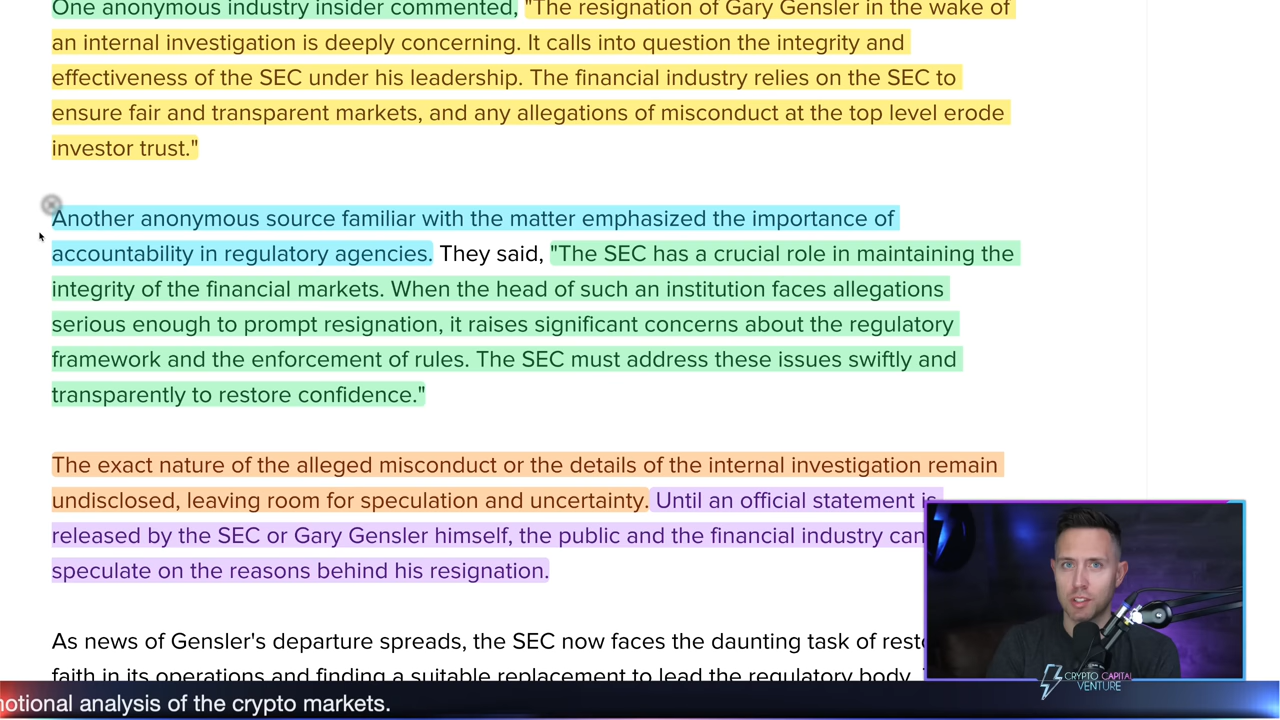 One anonymous industry insider commented, "The resignation of Gary Gensler in the wake of
an internal investigation is deeply concerning. It calls into question the integrity and
effectiveness of the SEC under his leadership. The financial industry relies on the SEC to
ensure fair and transparent markets, and any allegations of misconduct at the top level erode
investor trust."
Another anonymous source familiar with the matter emphasized the importance of
accountability in regulatory agencies. They said, "The SEC has a crucial role in maintaining the
integrity of the financial markets. When the head of such an institution faces allegations
serious enough to prompt resignation, it raises significant concerns about the regulatory
framework and the enforcement of rules. The SEC must address these issues swiftly and
transparently to restore confidence."
The exact nature of the alleged misconduct or the details of the internal investigation remain
undisclosed, leaving room for speculation and uncertainty. Until an official statement is
released by the SEC or Gary Gensler himself, the public and the financial industry can
speculate on the reasons behind his resignation.
As news of Gensler's departure spreads, the SEC now faces the daunting task of
faith in its operations and finding a suitable replacement to lead the regulatory body.
CRYPTO CAPITAL
VENTURE
analysis of the crypto markets.